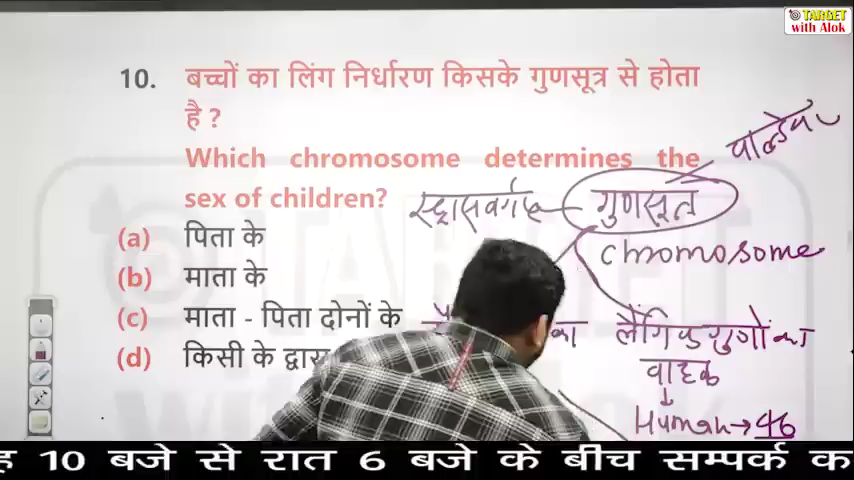 TARGET
with Alok
10. बच्चों का लिंग निर्धारण किसके गुणसूत्र से होता
है ?
Which chromosome determines the
sex of children?
(a) पिता के
(b) माता के
(c) माता - पिता दोनों के
(d) किसी के द्वारा
गुणसूत्र
chromosome
का
लैंगिक गुणों का
वाहक
↓
Human → 46
ह 10 बजे से रात 6 बजे के बीच सम्पर्क क